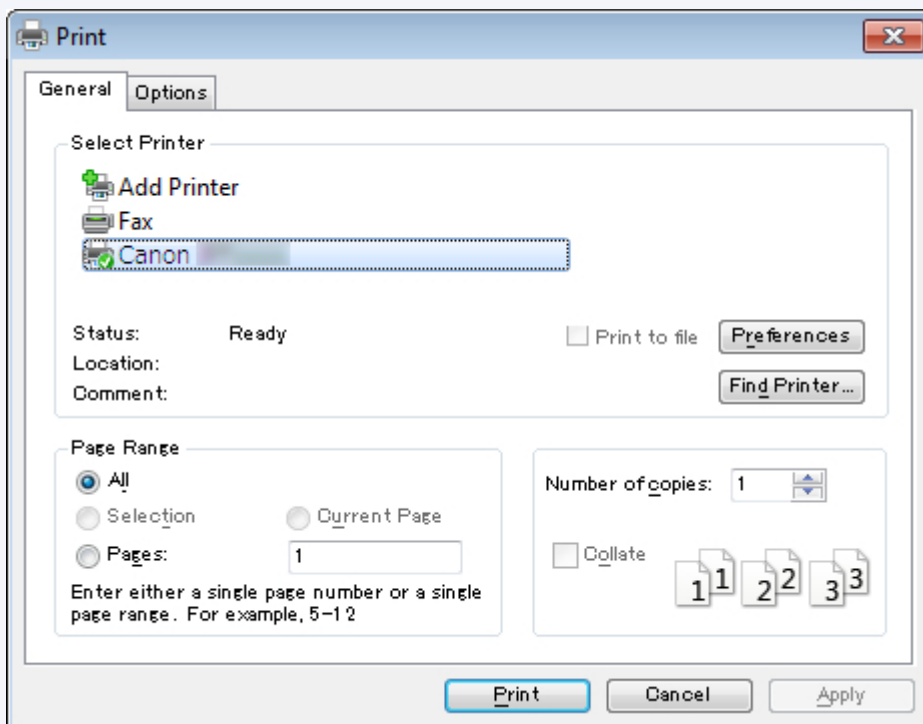 Print
General
Options
Select Printer
Add Printer
Fax
Canon
Status: Ready
Print to file
Preferences
Location:
Comment:
Find Printer...
Page Range
All
Selection
Current Page
Pages: 1
Enter either a single page number or a single
page range. For example, 5-12
Number of copies: 1
Collate
1 1 2 2 3 3
Print
Cancel
Apply